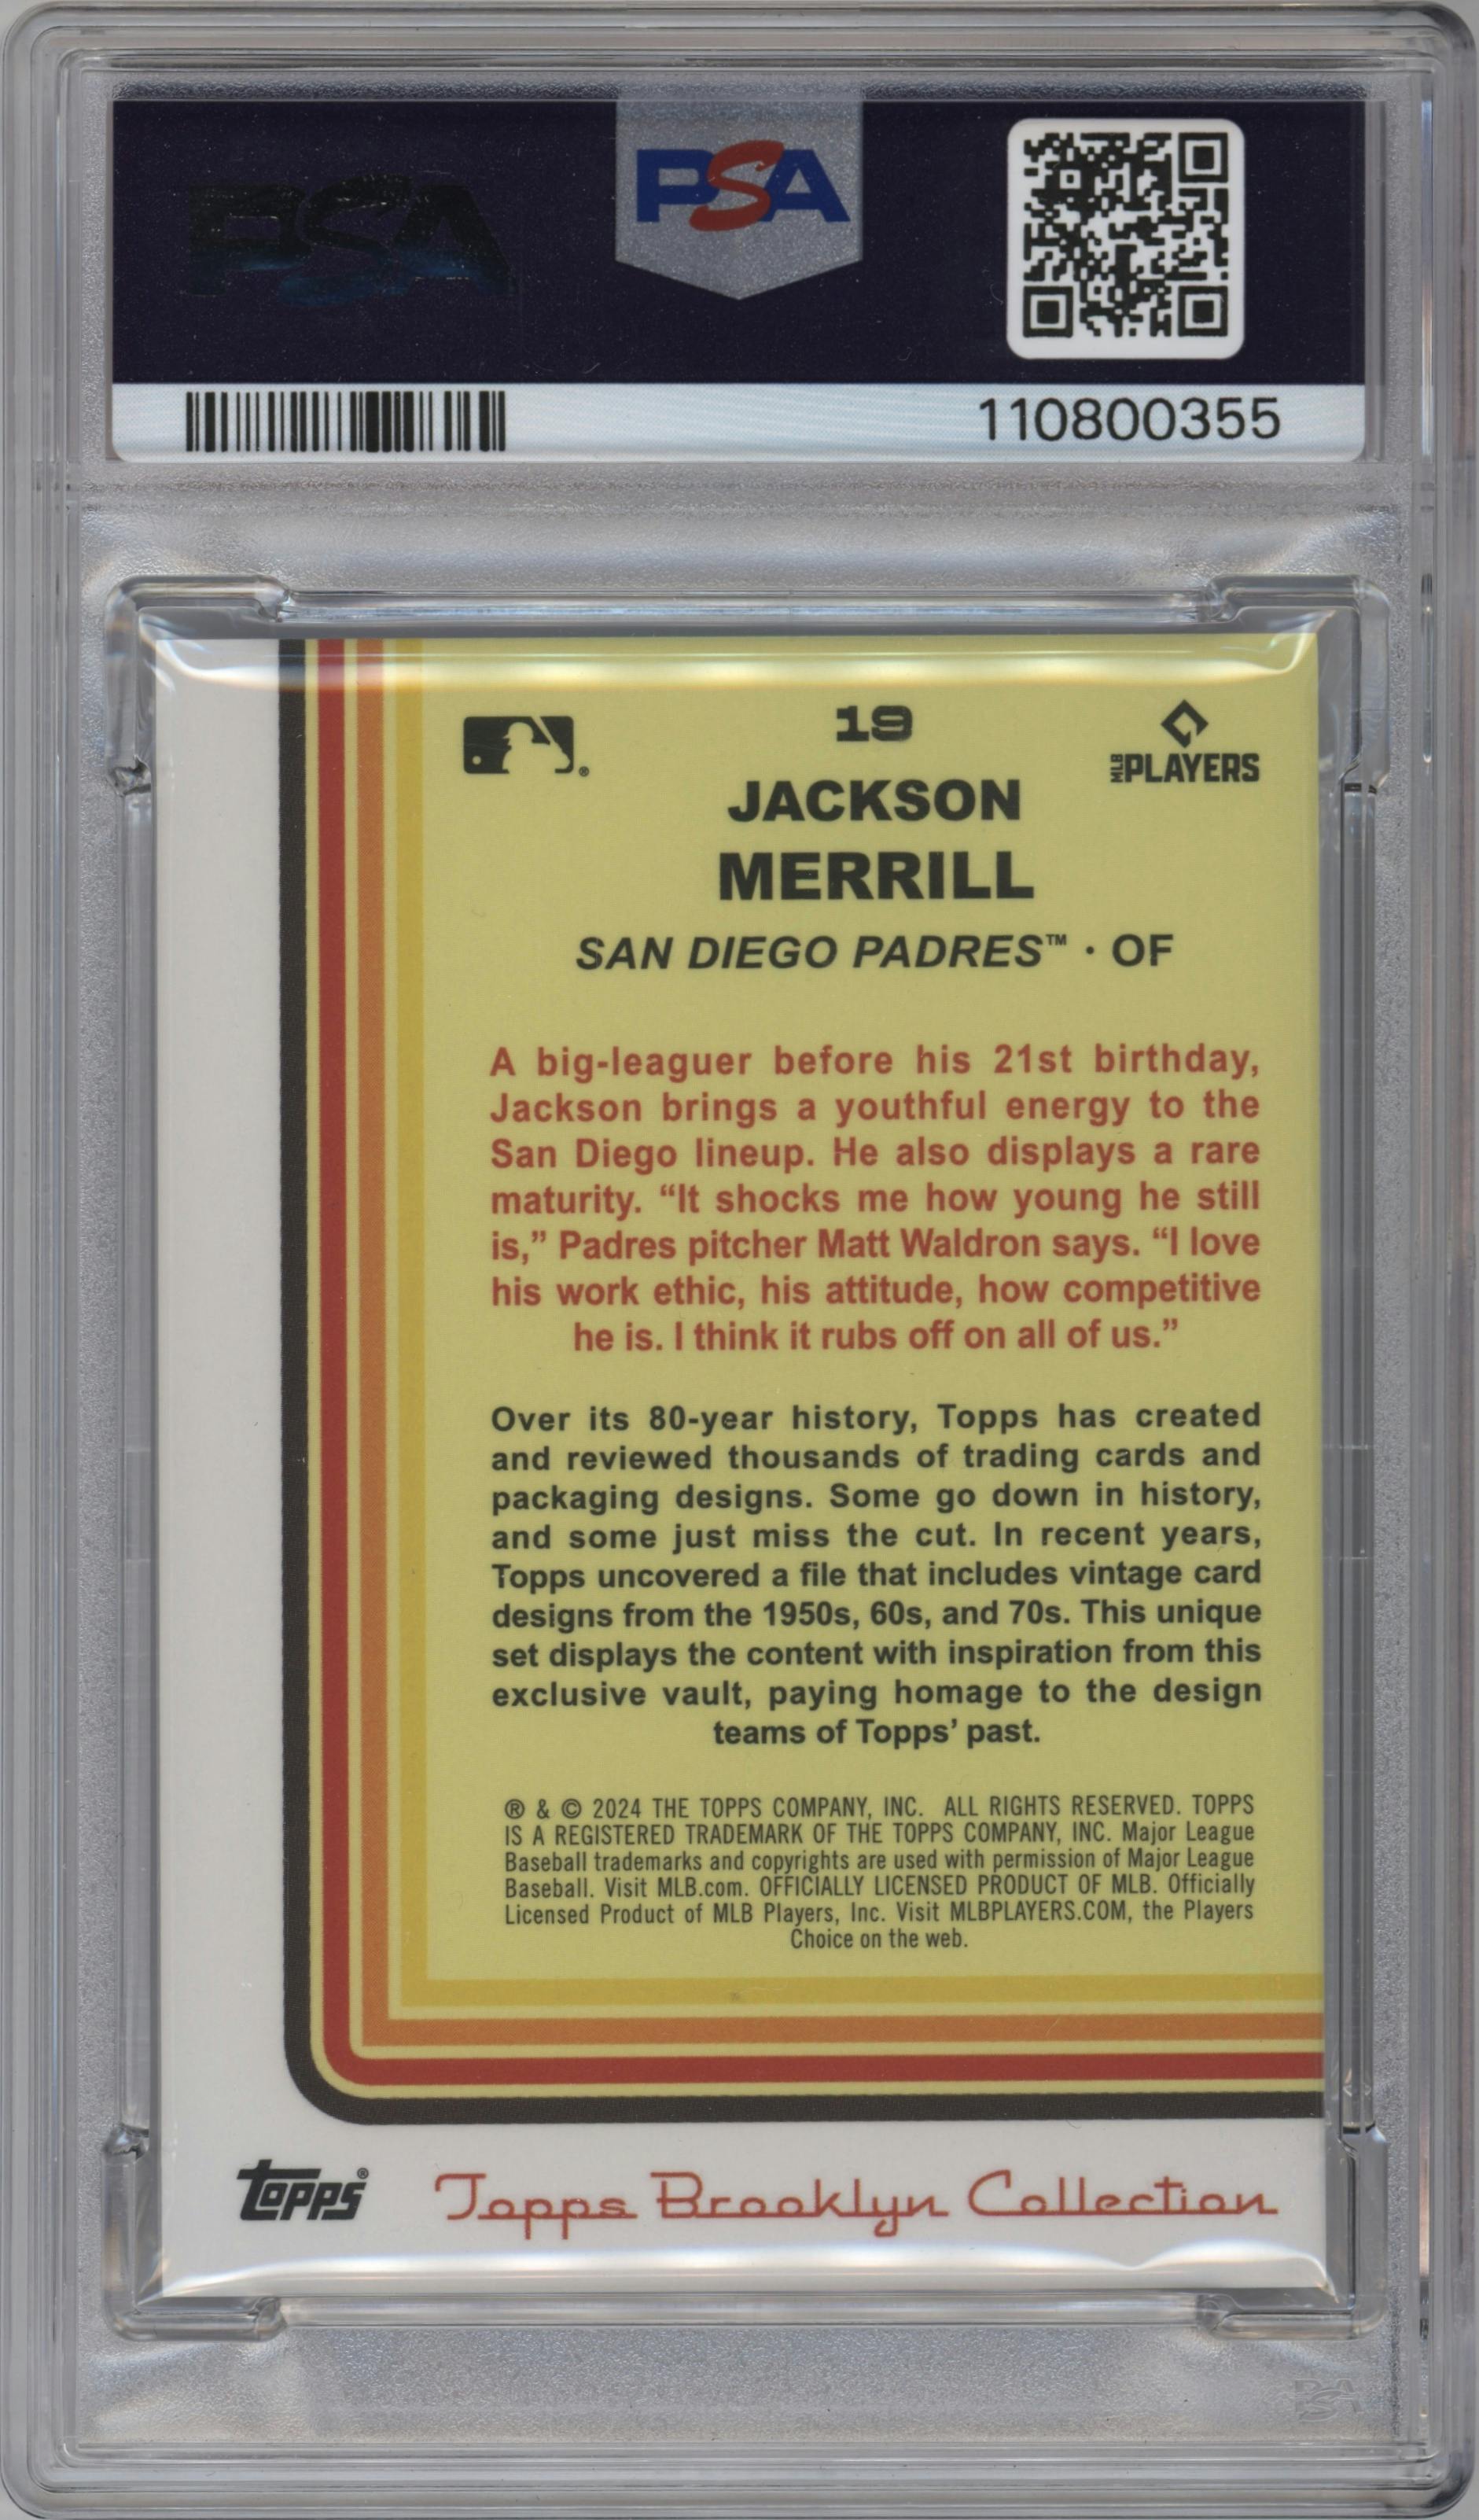 PSA
PSA
110800355
19
MLB PLAYERS
JACKSON
MERRILL
SAN DIEGO PADRES™ · OF
A big-leaguer before his 21st birthday,
Jackson brings a youthful energy to the
San Diego lineup. He also displays a rare
maturity. “It shocks me how young he still
is,” Padres pitcher Matt Waldron says. “I love
his work ethic, his attitude, how competitive
he is. I think it rubs off on all of us.”
Over its 80-year history, Topps has created
and reviewed thousands of trading cards and
packaging designs. Some go down in history,
and some just miss the cut. In recent years,
Topps uncovered a file that includes vintage card
designs from the 1950s, 60s, and 70s. This unique
set displays the content with inspiration from this
exclusive vault, paying homage to the design
teams of Topps’ past.
® & © 2024 THE TOPPS COMPANY, INC. ALL RIGHTS RESERVED. TOPPS
IS A REGISTERED TRADEMARK OF THE TOPPS COMPANY, INC. Major League
Baseball trademarks and copyrights are used with permission of Major League
Baseball. Visit MLB.com. OFFICIALLY LICENSED PRODUCT OF MLB. Officially
Licensed Product of MLB Players, Inc. Visit MLBPLAYERS.COM, the Players
Choice on the web.
Topps® Topps Brooklyn Collection
PSA